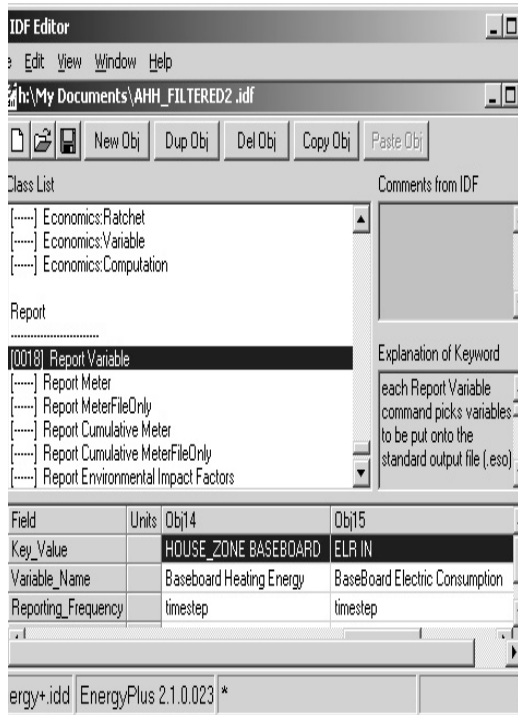 IDF Editor
Edit View Window Help
h:\My Documents\AHH_FILTERED2 .idf
New Obj Dup Obj Del Obj Copy Obj Paste Obj
Class List Comments from IDF
[-----] Economics:Ratchet
[-----] Economics:Variable
[-----] Economics:Computation
Report
--------------------------
[0018] Report Variable
[-----] Report Meter
[-----] Report MeterFileOnly
[-----] Report Cumulative Meter
[-----] Report Cumulative MeterFileOnly
[-----] Report Environmental Impact Factors
Explanation of Keyword
each Report Variable
command picks variables
to be put onto the
standard output file (.eso)
Field Units Obj14 Obj15
Key_Value HOUSE_ZONE BASEBOARD ELR IN
Variable_Name Baseboard Heating Energy BaseBoard Electric Consumption
Reporting_Frequency timestep timestep
ergy+.idd EnergyPlus 2.1.0.023 *